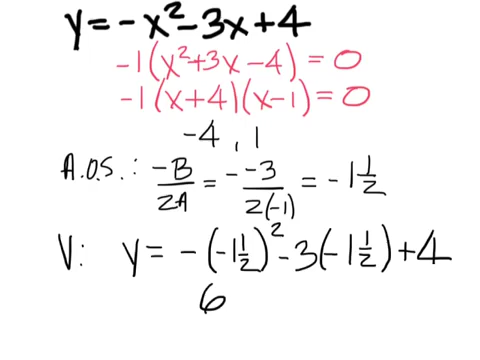 y = -x² - 3x + 4
-1(x² + 3x - 4) = 0
-1(x + 4)(x - 1) = 0
-4, 1
A.O.S.: -B/2A = - -3/2(-1) = -1 1/2
V: y = -(-1 1/2)² - 3(-1 1/2) + 4
6